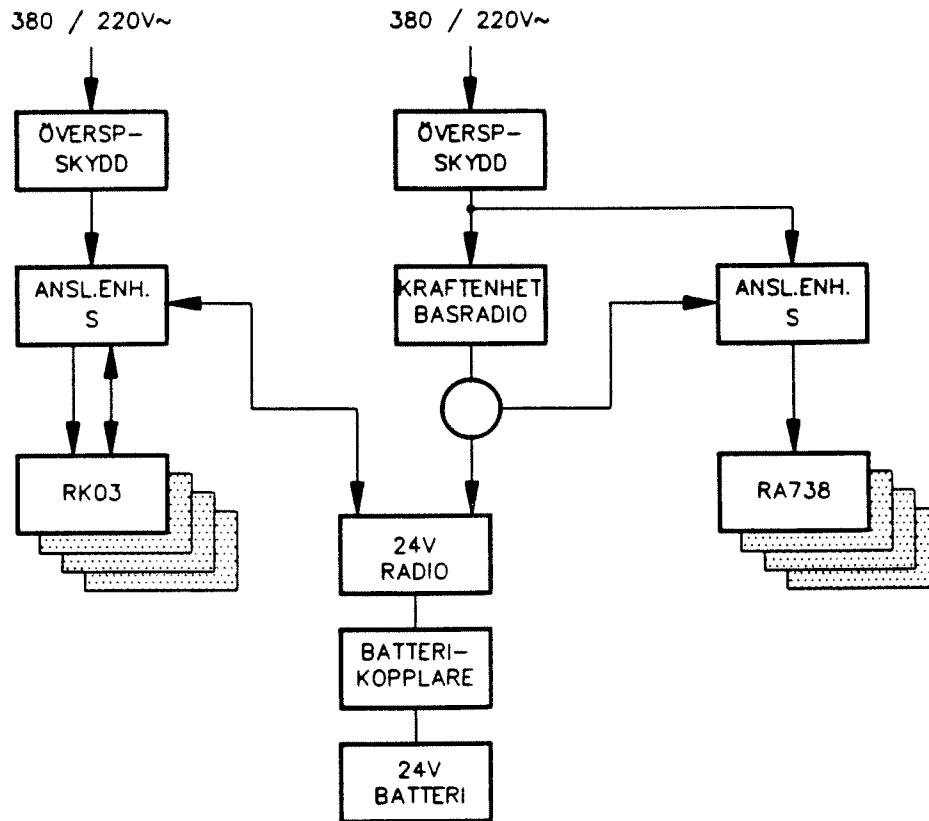 380 / 220V~
380 / 220V~
ÖVERSP-
SKYDD
ÖVERSP-
SKYDD
ANSL.ENH.
S
KRAFTENHET
BASRADIO
ANSL.ENH.
S
RK03
RA738
24V
RADIO
BATTERI-
KOPPLARE
24V
BATTERI